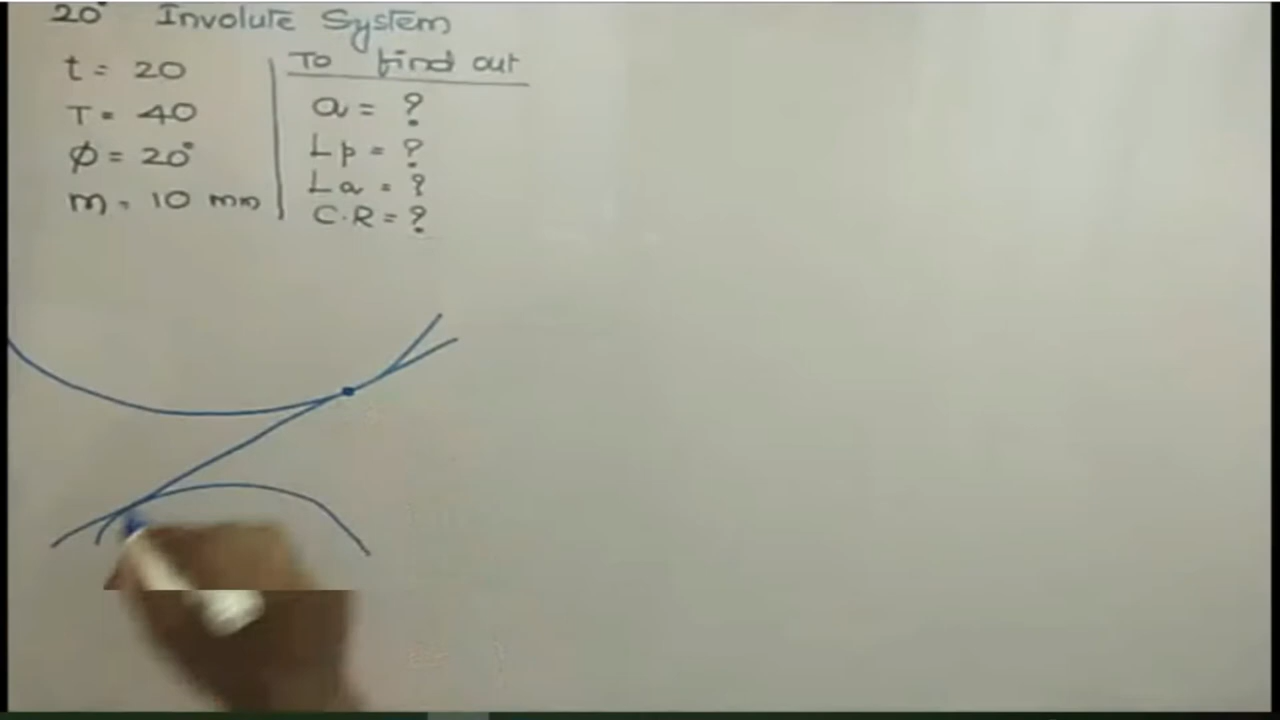 20° Involute System
t = 20
T = 40
φ = 20°
m = 10 mm
To find out
a = ?
Lp = ?
La = ?
C.R = ?